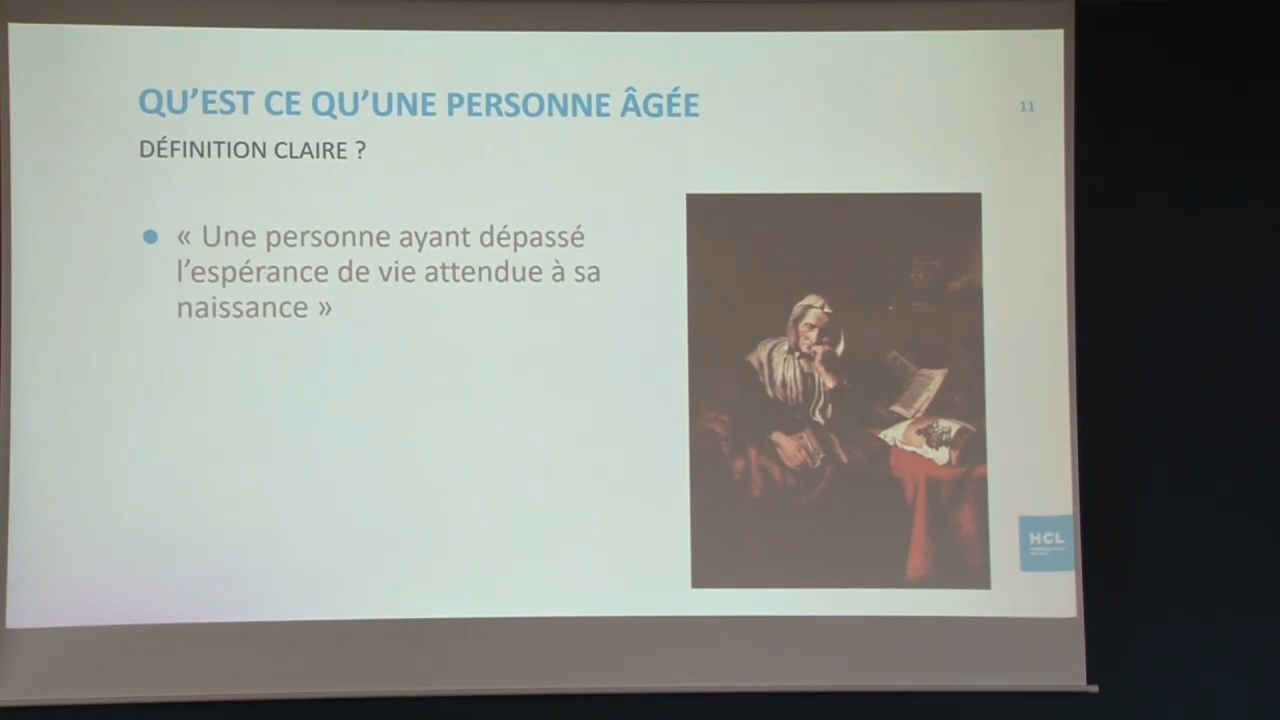 QU'EST CE QU'UNE PERSONNE ÂGÉE
11
DÉFINITION CLAIRE ?
« Une personne ayant dépassé
l'espérance de vie attendue à sa
naissance »
HCL